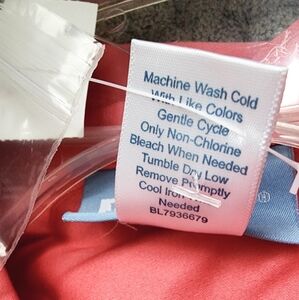 Machine Wash Cold
With Like Colors
Gentle Cycle
Only Non-Chlorine
Bleach When Needed
Tumble Dry Low
Remove Promptly
Cool Iron
Needed
BL7936679
®